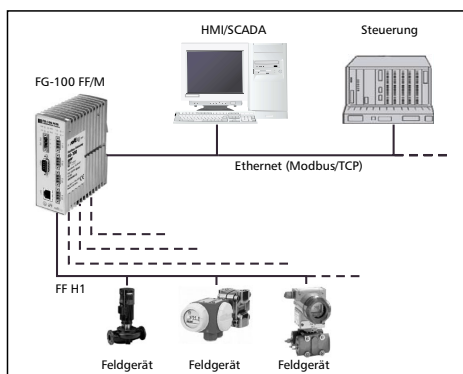 HMI/SCADA
Steuerung
FG-100 FF/M
Ethernet (Modbus/TCP)
FF H1
Feldgerät
Feldgerät
Feldgerät